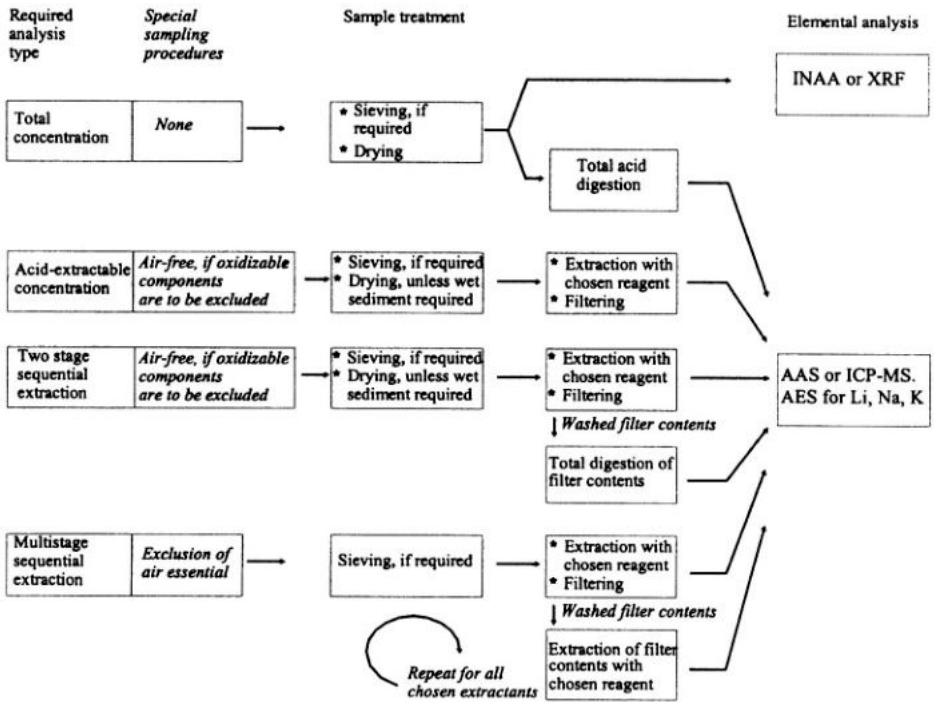 Required
analysis
type
Special
sampling
procedures
Sample treatment
Elemental analysis
INAA or XRF
Total
concentration
None
* Sieving, if
required
* Drying
Total acid
digestion
Acid-extractable
concentration
Air-free, if oxidizable
components
are to be excluded
* Sieving, if required
* Drying, unless wet
sediment required
* Extraction with
chosen reagent
* Filtering
Two stage
sequential
extraction
Air-free, if oxidizable
components
are to be excluded
* Sieving, if required
* Drying, unless wet
sediment required
* Extraction with
chosen reagent
* Filtering
AAS or ICP-MS.
AES for Li, Na, K
Washed filter contents
Total digestion of
filter contents
Multistage
sequential
extraction
Exclusion of
air essential
Sieving, if required
* Extraction with
chosen reagent
* Filtering
Washed filter contents
Extraction of filter
contents with
chosen reagent
Repeat for all
chosen extractants